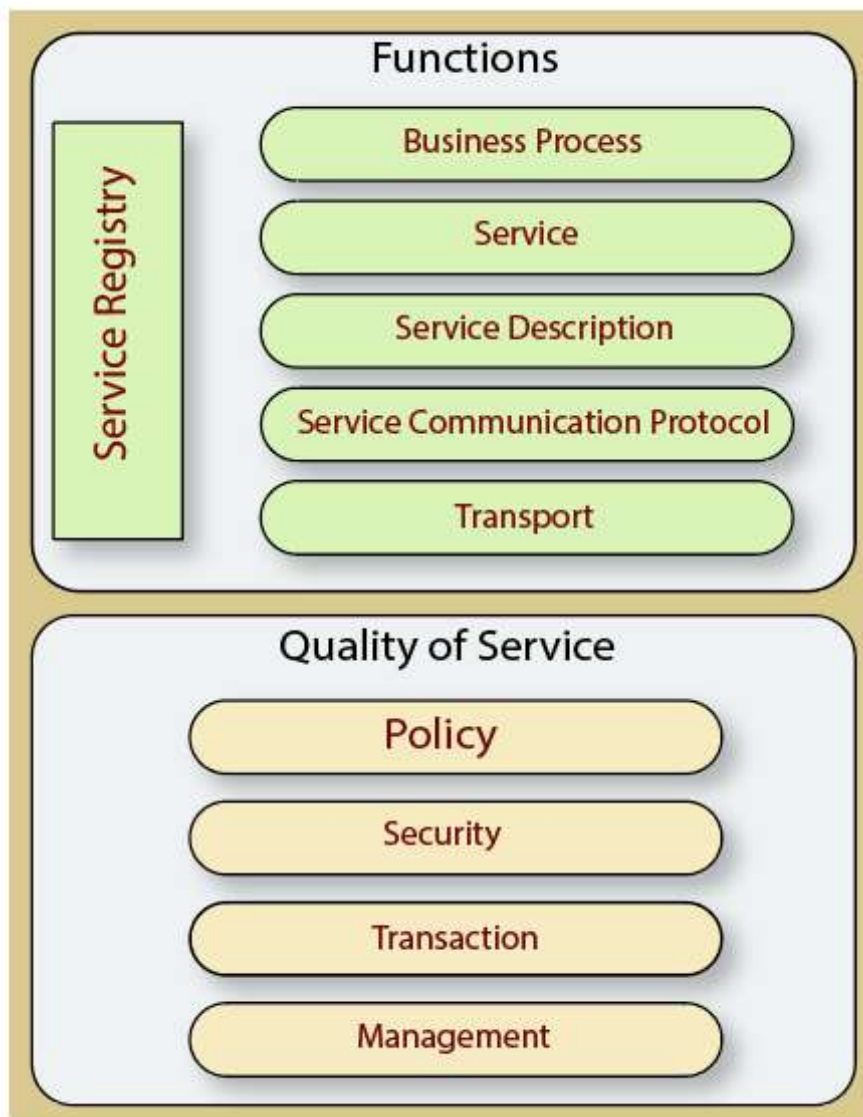 Functions
Service Registry
Business Process
Service
Service Description
Service Communication Protocol
Transport
Quality of Service
Policy
Security
Transaction
Management